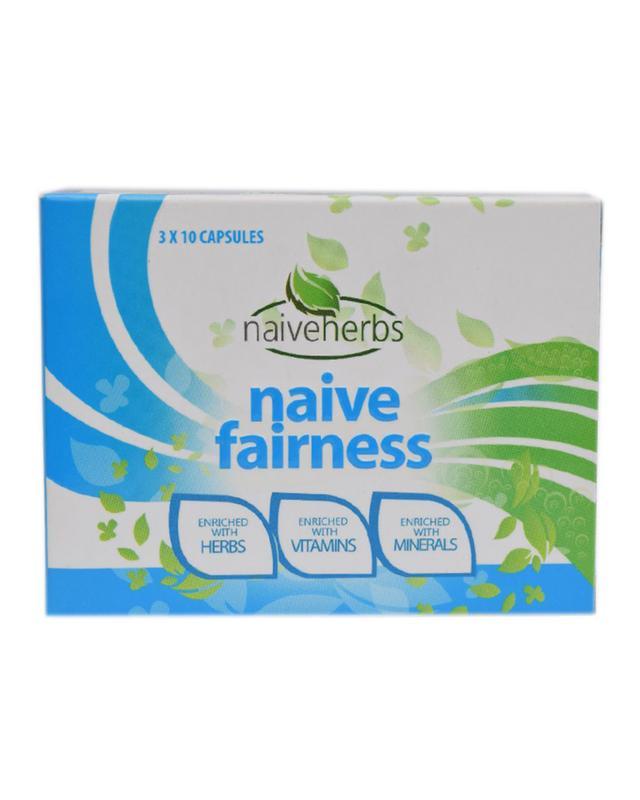 3 X 10 CAPSULES
naiveherbs
naive
fairness
ENRICHED
WITH
HERBS
ENRICHED
WITH
VITAMINS
ENRICHED
WITH
MINERALS